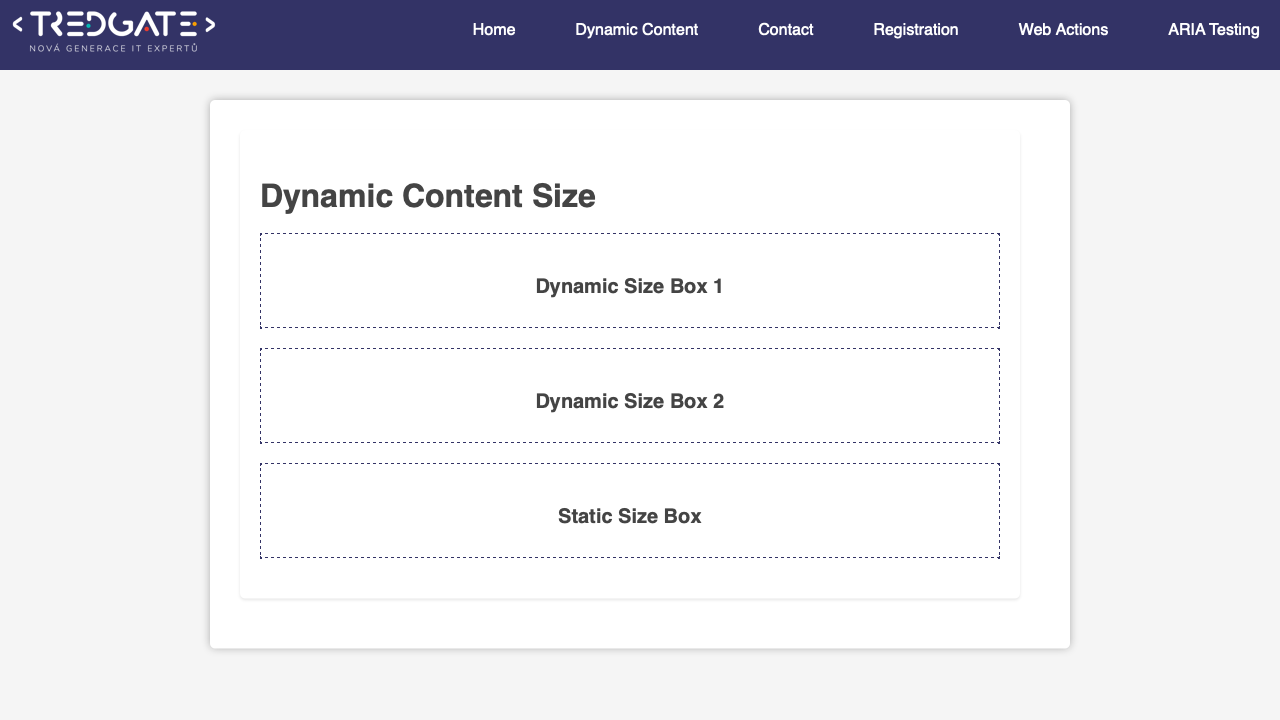 < TREDGATE >
NOVÁ GENERACE IT EXPERTŮ
Home Dynamic Content Contact Registration Web Actions ARIA Testing
Dynamic Content Size
Dynamic Size Box 1
Dynamic Size Box 2
Static Size Box